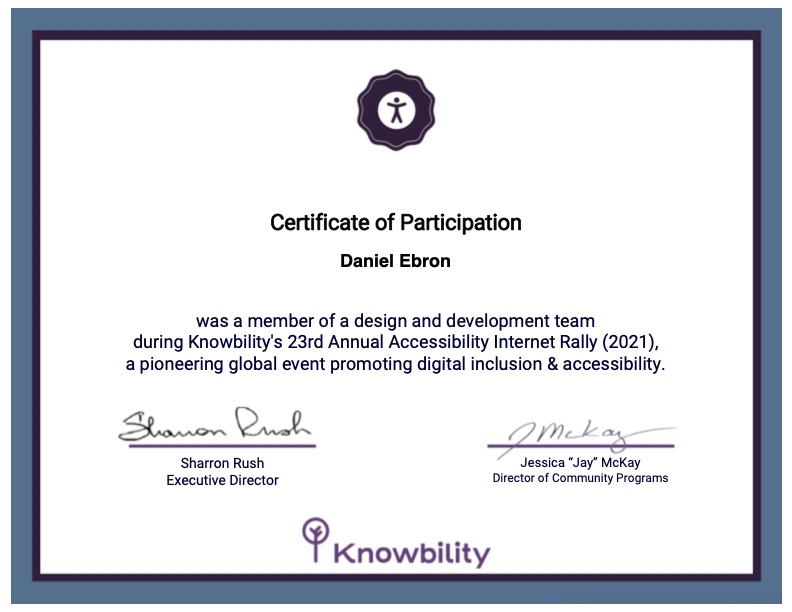 Certificate of Participation
Daniel Ebron
was a member of a design and development team
during Knowbility's 23rd Annual Accessibility Internet Rally (2021),
a pioneering global event promoting digital inclusion & accessibility.
Sharron Rush
J McKay
Sharron Rush
Executive Director
Jessica “Jay” McKay
Director of Community Programs
Knowbility